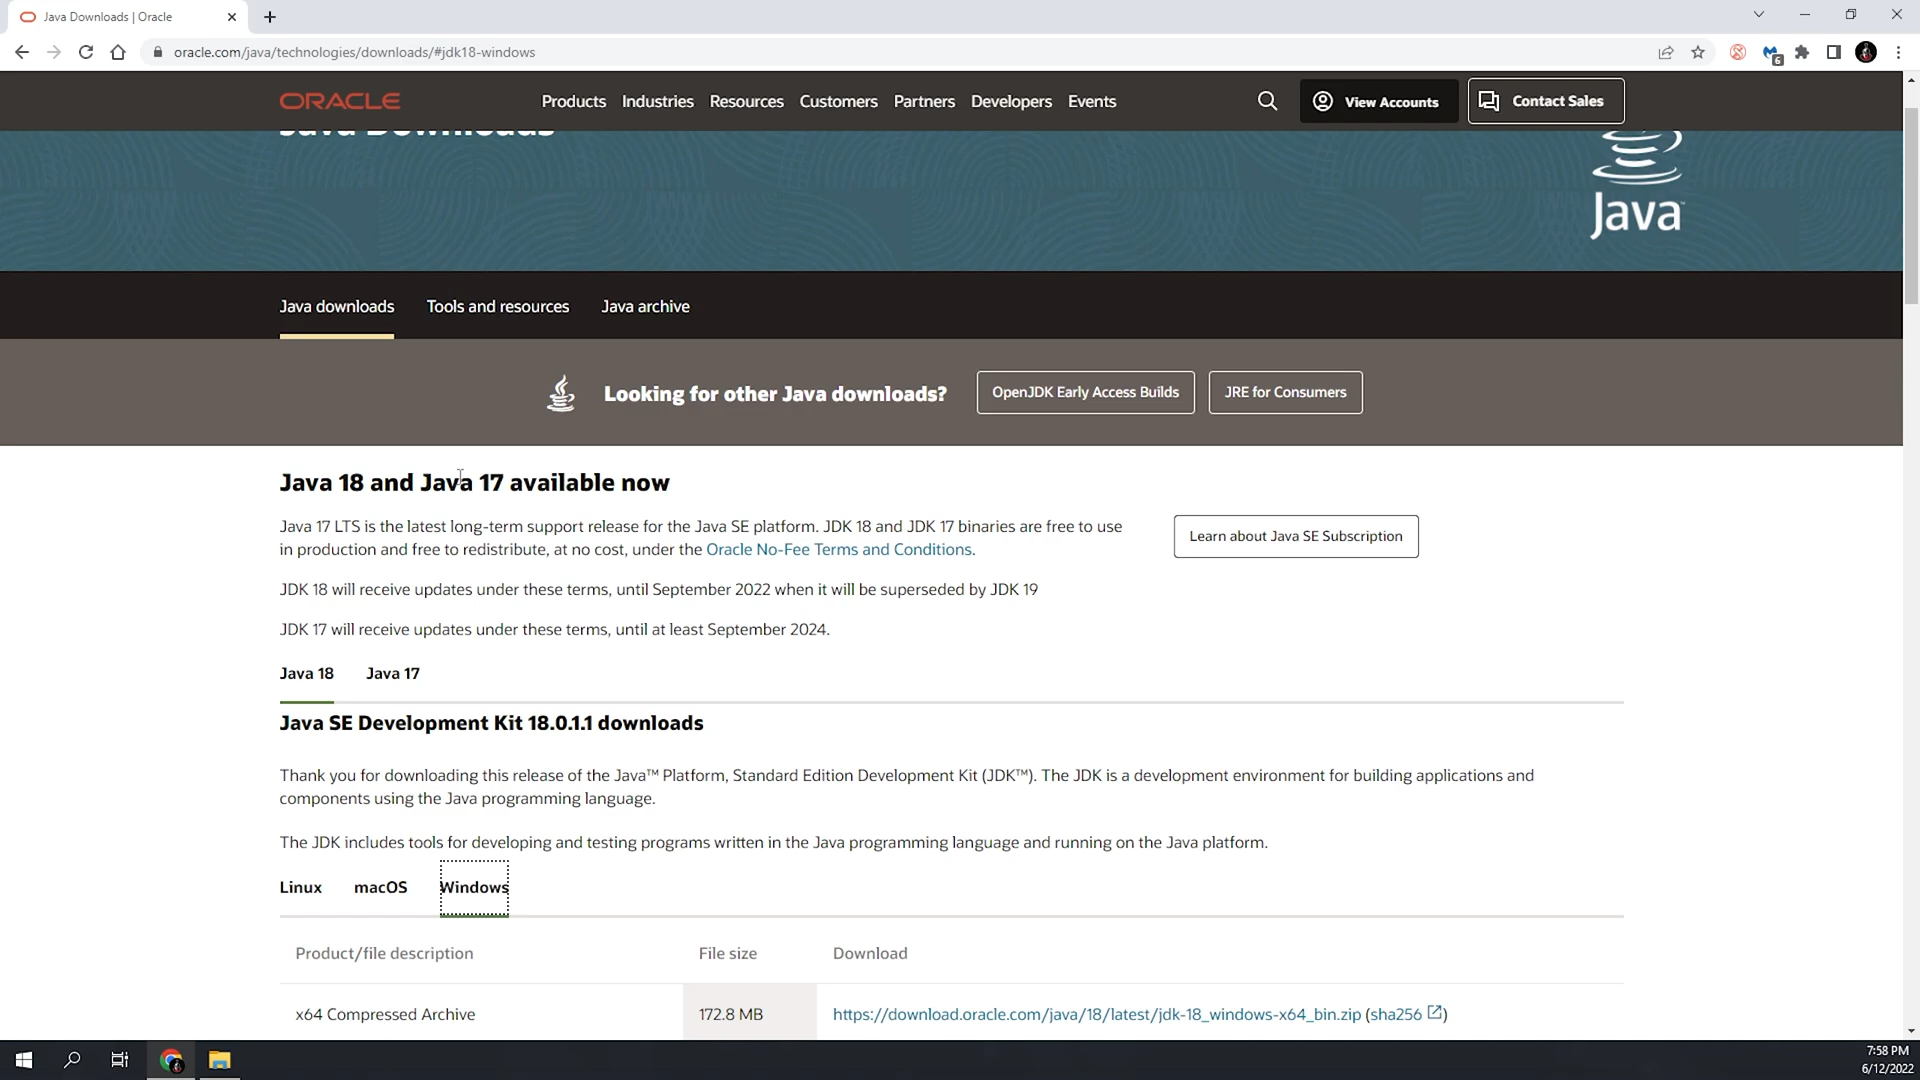 Java Downloads | Oracle
oracle.com/java/technologies/downloads/#jdk18-windows
6
ORACLE
Products Industries Resources Customers Partners Developers Events
View Accounts
Contact Sales
Java Downloads
Java™
Java downloads Tools and resources Java archive
Looking for other Java downloads?
OpenJDK Early Access Builds
JRE for Consumers
Java 18 and Java 17 available now
Java 17 LTS is the latest long-term support release for the Java SE platform. JDK 18 and JDK 17 binaries are free to use
in production and free to redistribute, at no cost, under the Oracle No-Fee Terms and Conditions.
Learn about Java SE Subscription
JDK 18 will receive updates under these terms, until September 2022 when it will be superseded by JDK 19
JDK 17 will receive updates under these terms, until at least September 2024.
Java 18 Java 17
Java SE Development Kit 18.0.1.1 downloads
Thank you for downloading this release of the Java™ Platform, Standard Edition Development Kit (JDK™). The JDK is a development environment for building applications and
components using the Java programming language.
The JDK includes tools for developing and testing programs written in the Java programming language and running on the Java platform.
Linux macOS Windows
Product/file description File size Download
x64 Compressed Archive 172.8 MB https://download.oracle.com/java/18/latest/jdk-18_windows-x64_bin.zip (sha256)
7:58 PM
6/12/2022